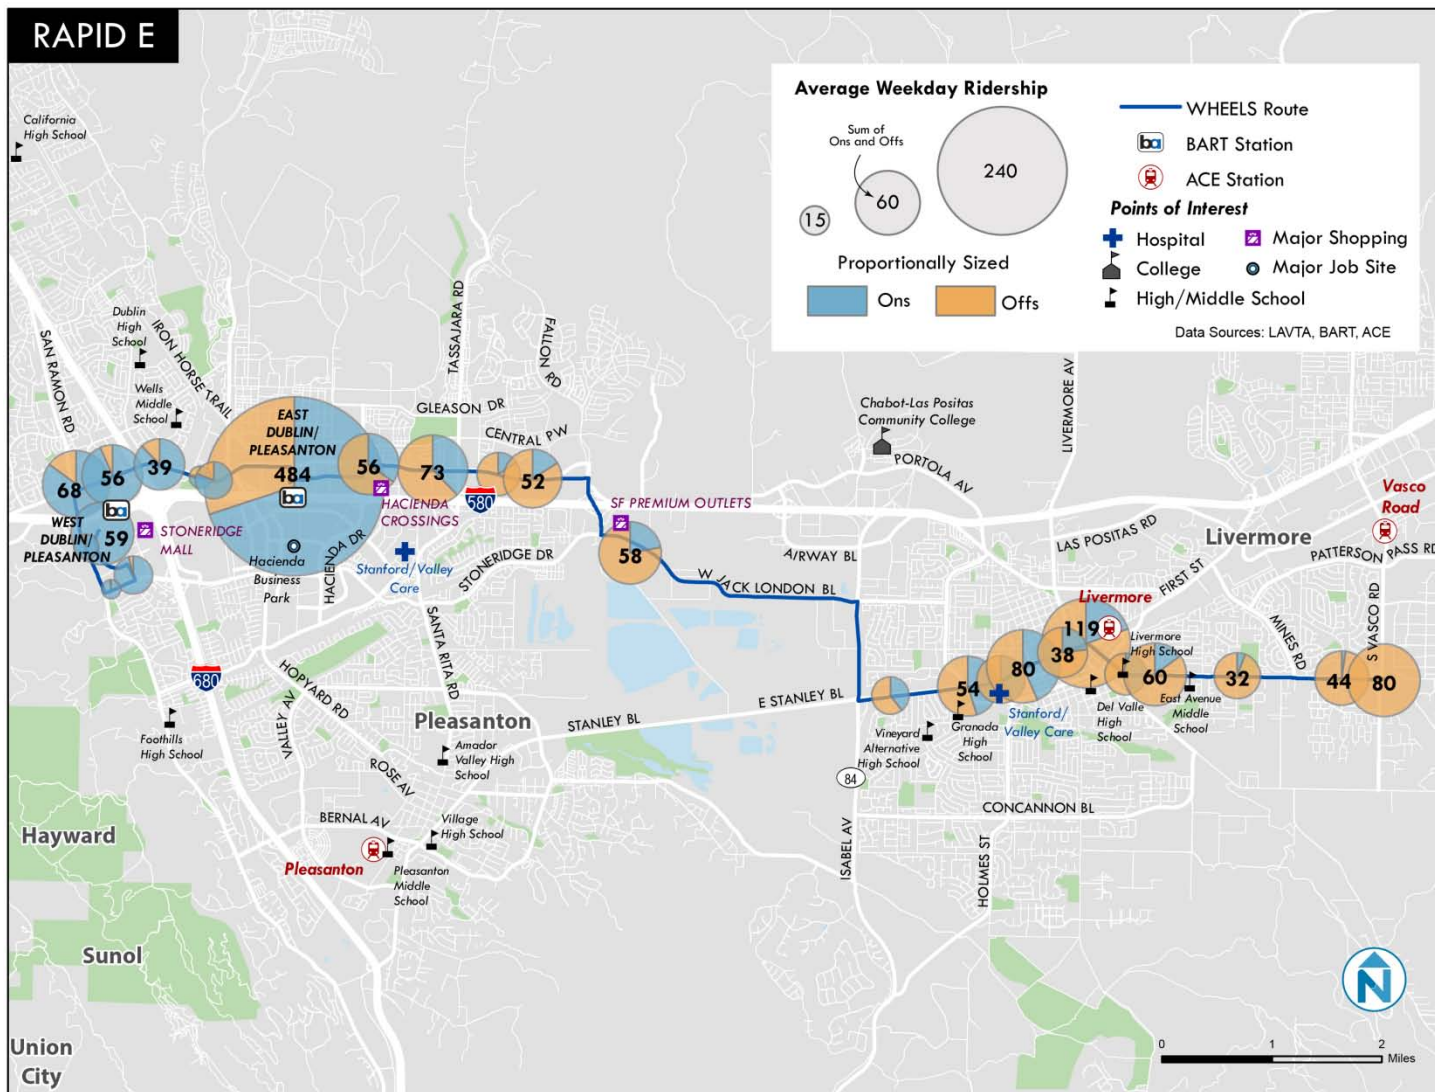 RAPID E
Average Weekday Ridership
Sum of
Ons and Offs
15
60
240
Proportionally Sized
Ons
Offs
WHEELS Route
ba
BART Station
ACE Station
Points of Interest
Hospital
Major Shopping
College
Major Job Site
High/Middle School
Data Sources: LAVTA, BART, ACE
California
High School
SAN RAMON RD
Dublin
High
School
IRON HORSE TRAIL
Wells
Middle
School
TASSAJARA RD
FALLON RD
GLEASON DR
CENTRAL PW
EAST
DUBLIN/
PLEASANTON
484
ba
68
56
39
56
73
52
580
ba
59
WEST
DUBLIN/
PLEASANTON
STONERIDGE
MALL
Hacienda
Business
Park
HACIENDA DR
HACIENDA
CROSSINGS
Stanford/Valley
Care
STONERIDGE DR
SF PREMIUM OUTLETS
58
Chabot-Las Positas
Community College
PORTOLA AV
LIVERMORE AV
AIRWAY BL
W JACK LONDON BL
LAS POSITAS RD
Livermore
Vasco
Road
PATTERSON PASS RD
FIRST ST
S VASCO RD
MINES RD
Livermore
119
Livermore
High School
38
80
54
60
32
44
80
E STANLEY BL
STANLEY BL
SANTA RITA RD
680
HOPYARD RD
VALLEY AV
Pleasanton
Foothills
High School
Amador
Valley High
School
ROSE AV
BERNAL AV
Village
High School
Pleasanton
Pleasanton
Middle
School
Vineyard
Alternative
High School
Granada
High
School
Stanford/
Valley Care
Del Valle
High
School
East Avenue
Middle
School
84
CONCANNON BL
ISABEL AV
HOLMES ST
Hayward
Sunol
Union
City
N
0
1
2
Miles